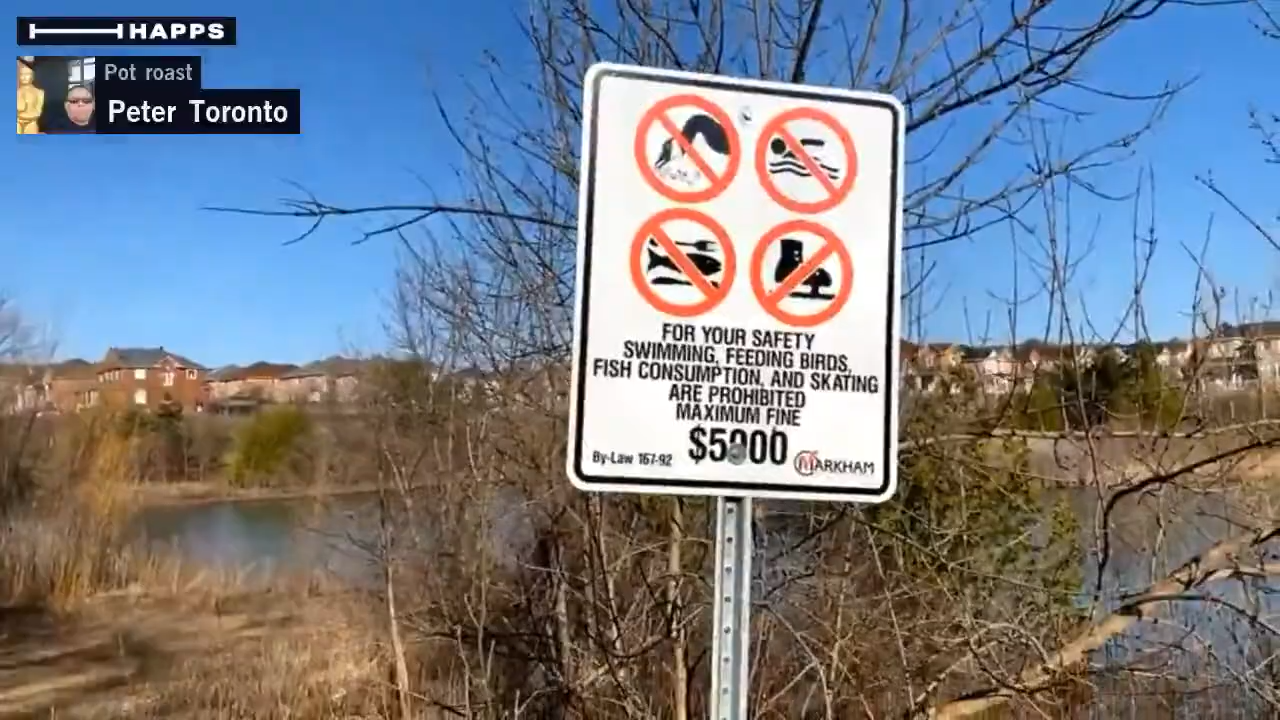 HAPPS
Pot roast
Peter Toronto
FOR YOUR SAFETY
SWIMMING, FEEDING BIRDS,
FISH CONSUMPTION, AND SKATING
ARE PROHIBITED
MAXIMUM FINE
$5000
By-Law 167-92
MARKHAM